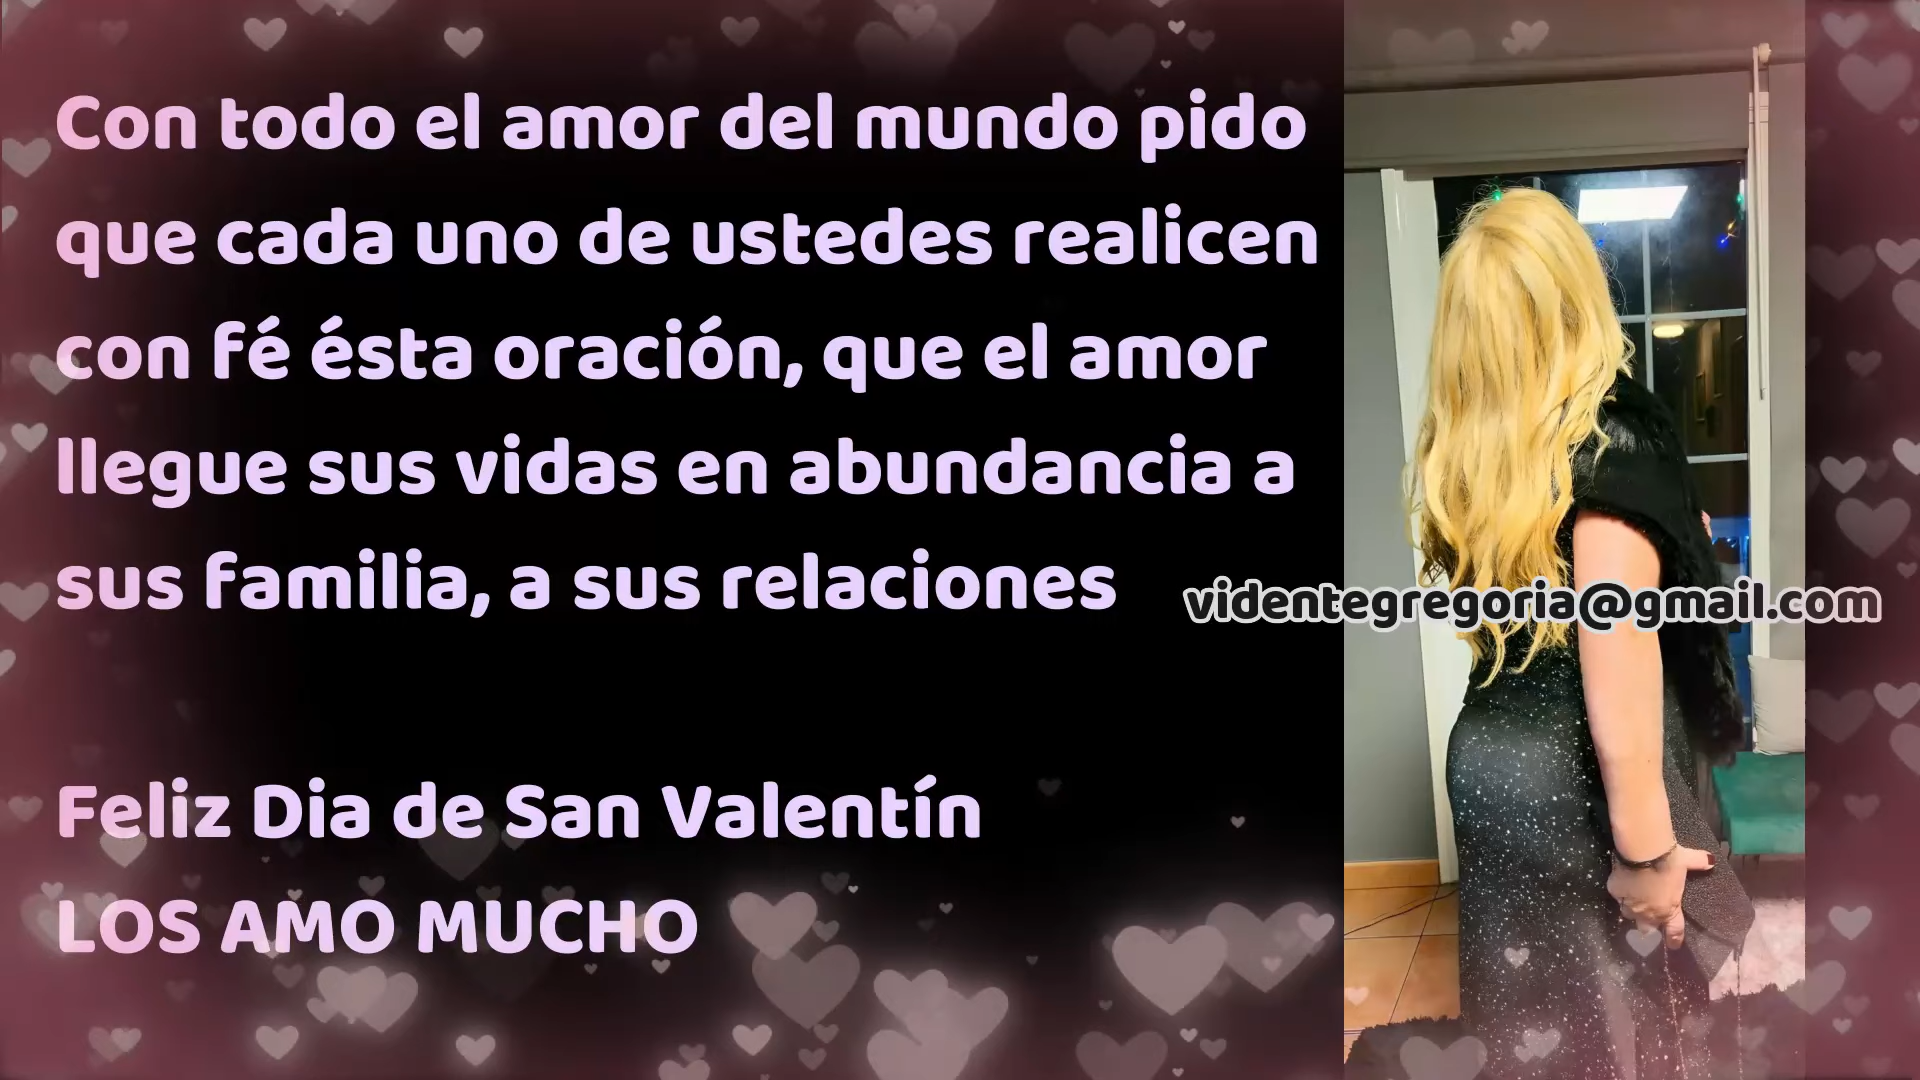 Con todo el amor del mundo pido
que cada uno de ustedes realicen
con fé ésta oración, que el amor
llegue sus vidas en abundancia a
sus familia, a sus relaciones
videntegregoria@gmail.com
Feliz Dia de San Valentín
LOS AMO MUCHO